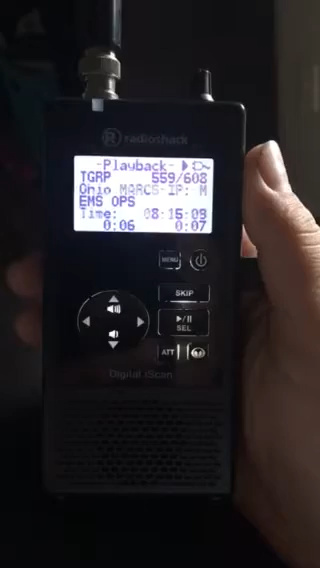 R radioshack
-Playback-
TGRP 559/608
Ohio MARCS-IP: M
EMS OPS
Time: 08:15:09
0:06 0:07
MENU
SKIP
▶/II
SEL
ATT
Digital iScan